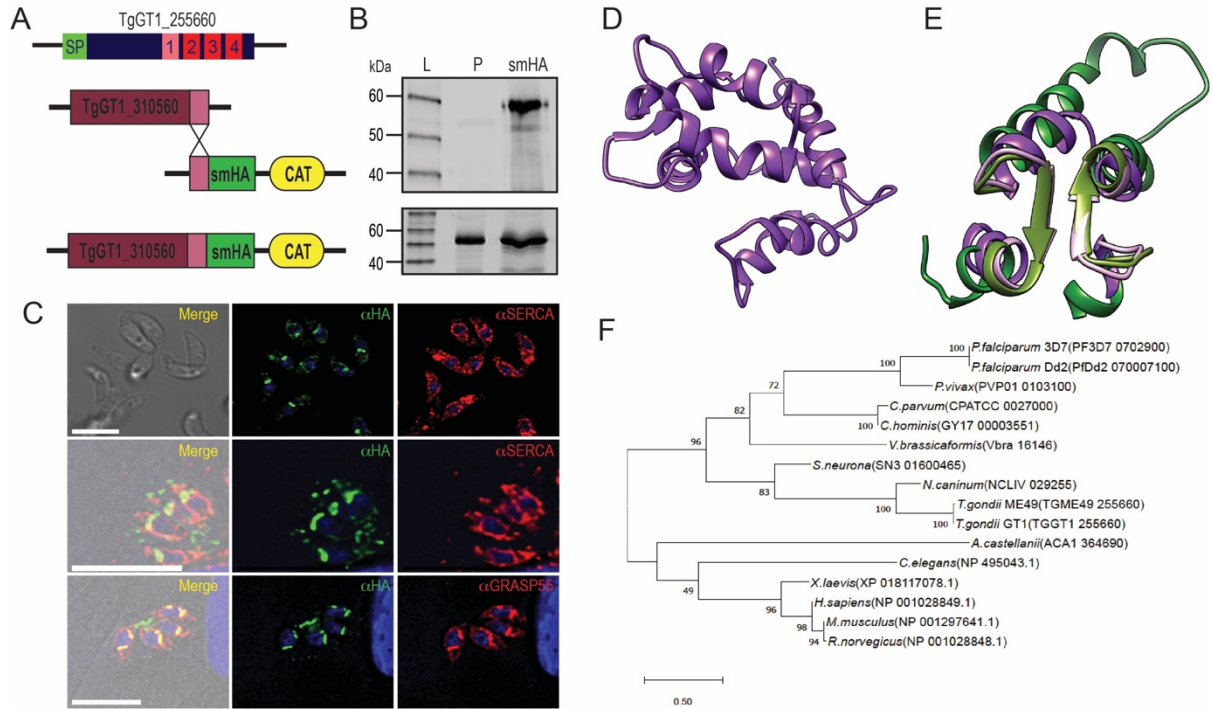 A
TgGT1_255660
SP
1
2
3
4
TgGT1_310560
smHA
CAT
TgGT1_310560
smHA
CAT
B
kDa
L
P
smHA
60
50
40
60
40
C
Merge
αHA
αSERCA
Merge
αHA
αSERCA
Merge
αHA
αGRASP55
D
E
F
100
P.falciparum 3D7(PF3D7 0702900)
100
P.falciparum Dd2(PfDd2 070007100)
72
P.vivax(PVP01 0103100)
82
C.parvum(CPATCC 0027000)
100
C.hominis(GY17 00003551)
96
V.brassicaformis(Vbra 16146)
S.neurona(SN3 01600465)
83
N.caninum(NCLIV 029255)
100
T.gondii ME49(TGME49 255660)
100
T.gondii GT1(TGGT1 255660)
A.castellanii(ACA1 364690)
C.elegans(NP 495043.1)
49
X.laevis(XP 018117078.1)
96
H.sapiens(NP 001028849.1)
98
M.musculus(NP 001297641.1)
94
R.norvegicus(NP 001028848.1)
0.50